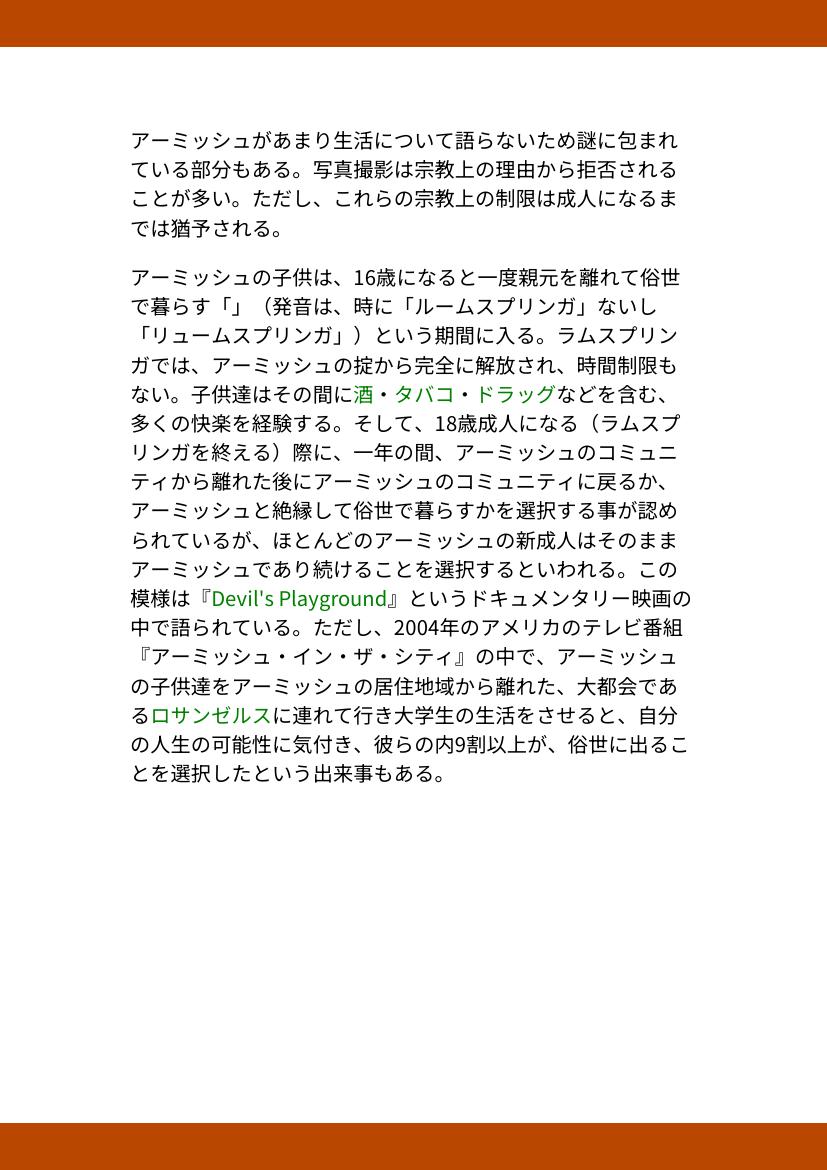 アーミッシュがあまり生活について語らないため謎に包まれ
ている部分もある。写真撮影は宗教上の理由から拒否される
ことが多い。ただし、これらの宗教上の制限は成人になるま
では猶予される。
アーミッシュの子供は、16歳になると一度親元を離れて俗世
で暮らす「」（発音は、時に「ルームスプリンガ」ないし
「リュームスプリンガ」）という期間に入る。ラムスプリン
ガでは、アーミッシュの掟から完全に解放され、時間制限も
ない。子供達はその間に酒・タバコ・ドラッグなどを含む、
多くの快楽を経験する。そして、18歳成人になる（ラムスプ
リンガを終える）際に、一年の間、アーミッシュのコミュニ
ティから離れた後にアーミッシュのコミュニティに戻るか、
アーミッシュと絶縁して俗世で暮らすかを選択する事が認め
られているが、ほとんどのアーミッシュの新成人はそのまま
アーミッシュであり続けることを選択するといわれる。この
模様は『Devil's Playground』というドキュメンタリー映画の
中で語られている。ただし、2004年のアメリカのテレビ番組
『アーミッシュ・イン・ザ・シティ』の中で、アーミッシュ
の子供達をアーミッシュの居住地域から離れた、大都会であ
るロサンゼルスに連れて行き大学生の生活をさせると、自分
の人生の可能性に気付き、彼らの内9割以上が、俗世に出るこ
とを選択したという出来事もある。